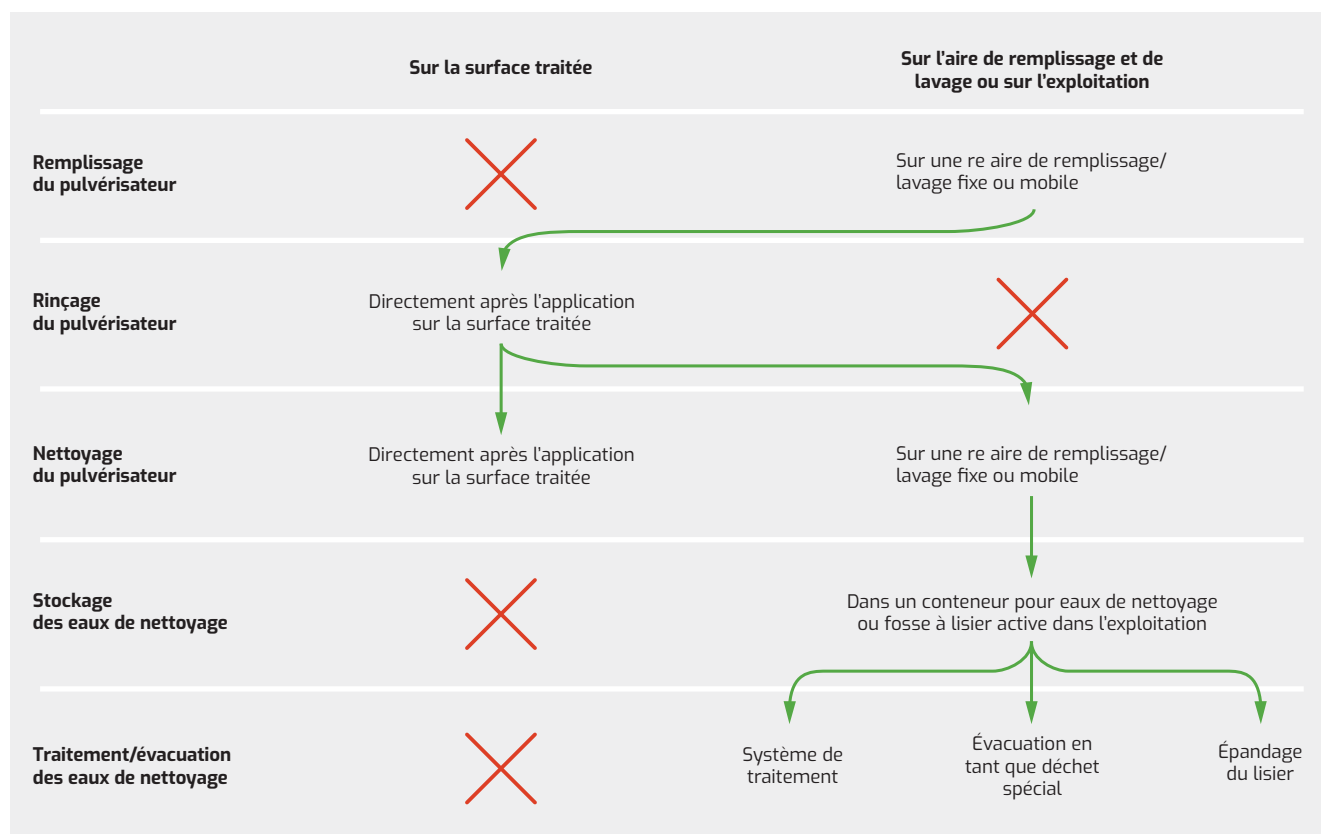 Sur la surface traitée
Sur l’aire de remplissage et de
lavage ou sur l’exploitation
Remplissage
du pulvérisateur
Sur une re aire de remplissage/
lavage fixe ou mobile
Rinçage
du pulvérisateur
Directement après l’application
sur la surface traitée
Nettoyage
du pulvérisateur
Directement après l’application
sur la surface traitée
Sur une re aire de remplissage/
lavage fixe ou mobile
Stockage
des eaux de nettoyage
Dans un conteneur pour eaux de nettoyage
ou fosse à lisier active dans l’exploitation
Traitement/évacuation
des eaux de nettoyage
Système de
traitement
Évacuation en
tant que déchet
spécial
Épandage
du lisier